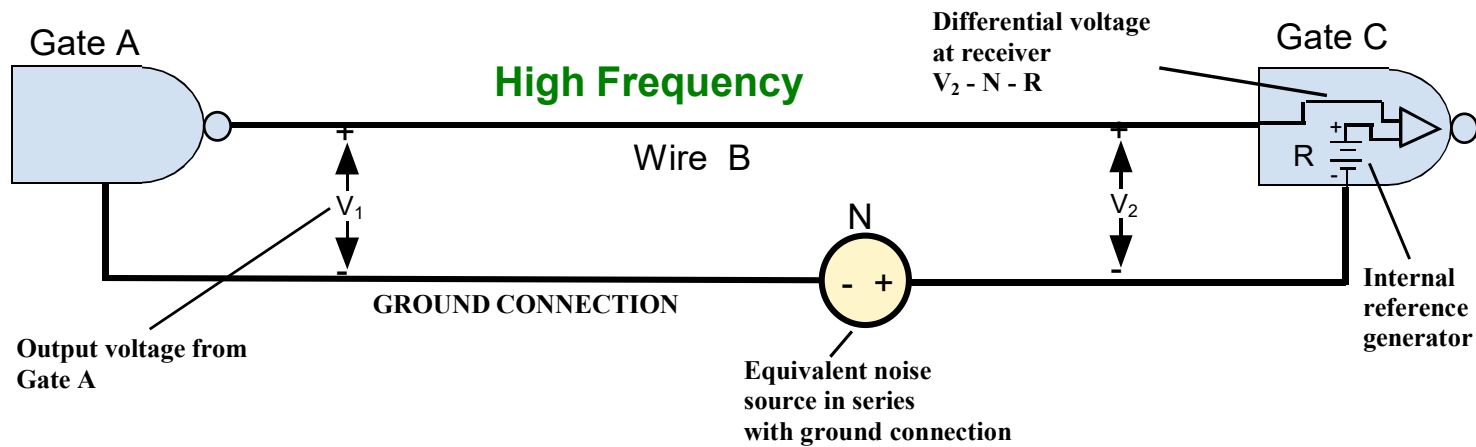 Gate A
High Frequency
Differential voltage
at receiver
V₂ - N - R
Gate C
+
+
+
R
-
Wire B
V₁
V₂
N
-
-
- +
GROUND CONNECTION
Output voltage from
Gate A
Equivalent noise
source in series
with ground connection
Internal
reference
generator